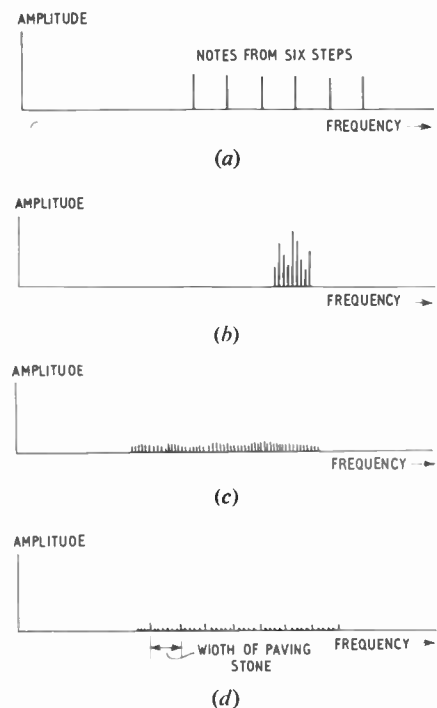 AMPLITUDE
NOTES FROM SIX STEPS
FREQUENCY
(a)
AMPLITUDE
FREQUENCY
(b)
AMPLITUDE
FREQUENCY
(c)
AMPLITUDE
FREQUENCY
WIDTH OF PAVING
STONE
(d)